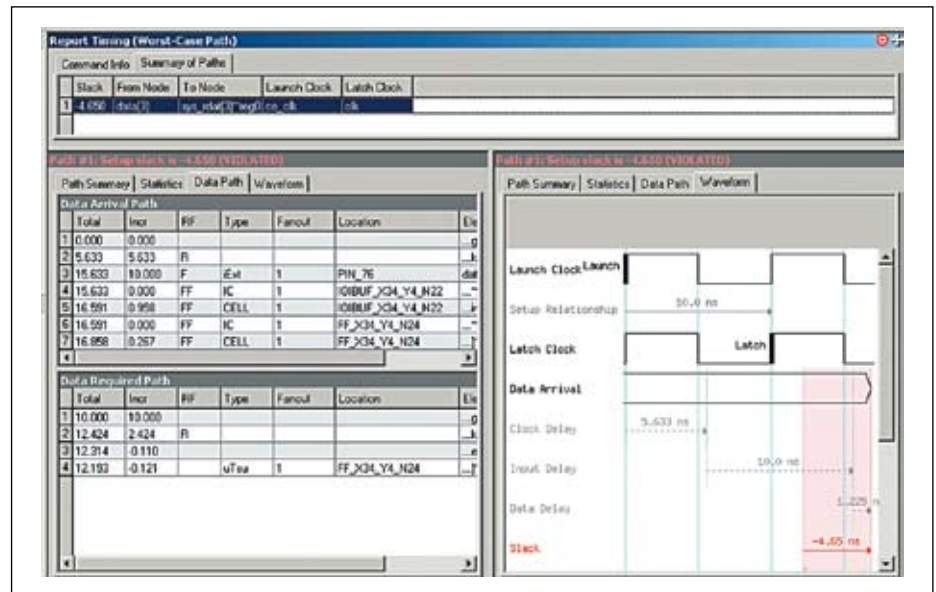 Report Timing (Worst-Case Path)
Command Info Summary of Paths
Slack From Node To Node Launch Clock Latch Clock
1 -4.650 data[3] clk
Path #1: Setup slack is -4.650 (VIOLATED)
Path Summary Statistics Data Path Waveform
Data Arrival Path
Total Incr RF Type Fanout Location Ele
1 0.000 0.000
2 5.633 5.633 R
3 15.633 10.000 F iExt 1 PIN_76 dat
4 15.633 0.000 FF IC 1 IOIBUF_X34_Y4_N22
5 16.591 0.958 FF CELL 1 IOIBUF_X34_Y4_N22
6 16.591 0.000 FF IC 1 FF_X34_Y4_N24
7 16.858 0.267 FF CELL 1 FF_X34_Y4_N24
Data Required Path
Total Incr RF Type Fanout Location Ele
1 10.000 10.000
2 12.424 2.424 R
3 12.314 -0.110
4 12.193 -0.121 uTsu 1 FF_X34_Y4_N24
Path #1: Setup slack is -4.650 (VIOLATED)
Path Summary Statistics Data Path Waveform
Launch Clock Launch
Setup Relationship 10.0 ns
Latch Clock Latch
Data Arrival
Clock Delay 5.633 ns
Input Delay 10.0 ns
Data Delay 1.225 n
Slack -4.65 ns